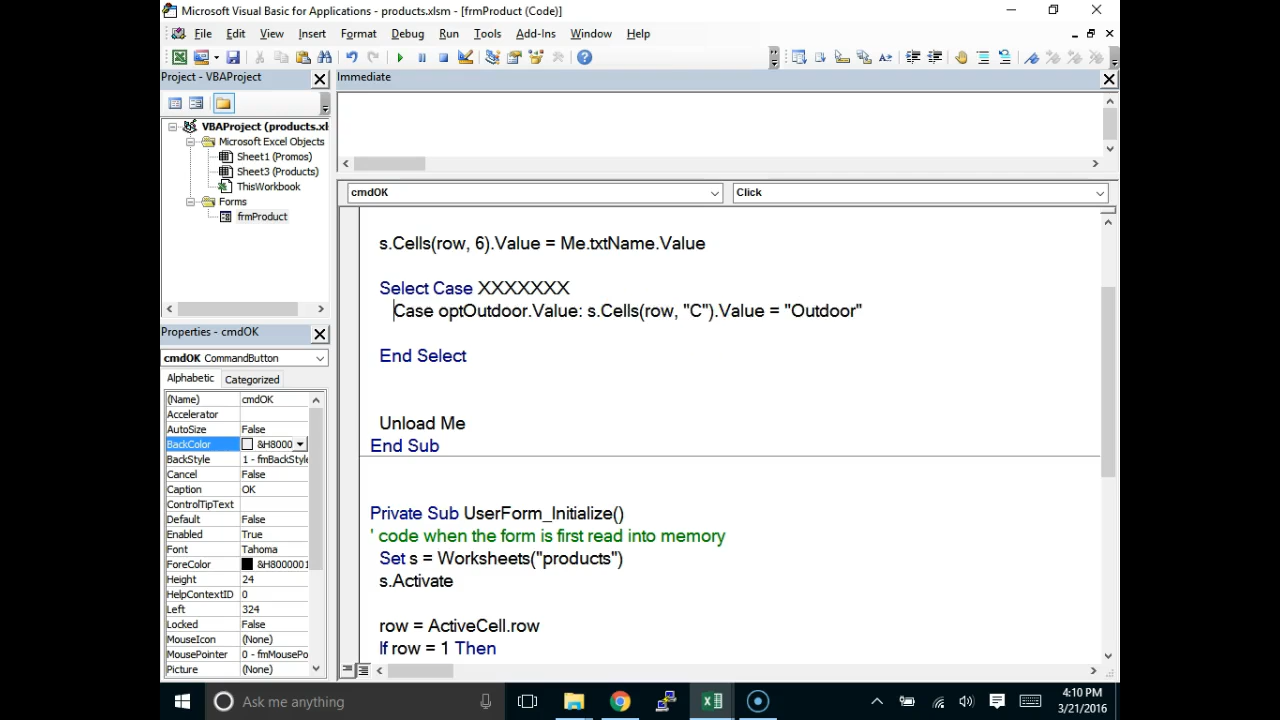 Microsoft Visual Basic for Applications - products.xlsm - [frmProduct (Code)]
File Edit View Insert Format Debug Run Tools Add-Ins Window Help
Project - VBAProject
Immediate
VBAProject (products.xl
Microsoft Excel Objects
Sheet1 (Promos)
Sheet3 (Products)
ThisWorkbook
Forms
frmProduct
cmdOK
Click
s.Cells(row, 6).Value = Me.txtName.Value
Select Case XXXXXXX
Case optOutdoor.Value: s.Cells(row, "C").Value = "Outdoor"
End Select
Unload Me
End Sub
Private Sub UserForm_Initialize()
' code when the form is first read into memory
Set s = Worksheets("products")
s.Activate
row = ActiveCell.row
If row = 1 Then
Properties - cmdOK
cmdOK CommandButton
Alphabetic Categorized
(Name) cmdOK
Accelerator
AutoSize False
BackColor &H8000
BackStyle 1 - fmBackStyle
Cancel False
Caption OK
ControlTipText
Default False
Enabled True
Font Tahoma
ForeColor &H8000001
Height 24
HelpContextID 0
Left 324
Locked False
MouseIcon (None)
MousePointer 0 - fmMousePo
Picture (None)
Ask me anything
4:10 PM
3/21/2016